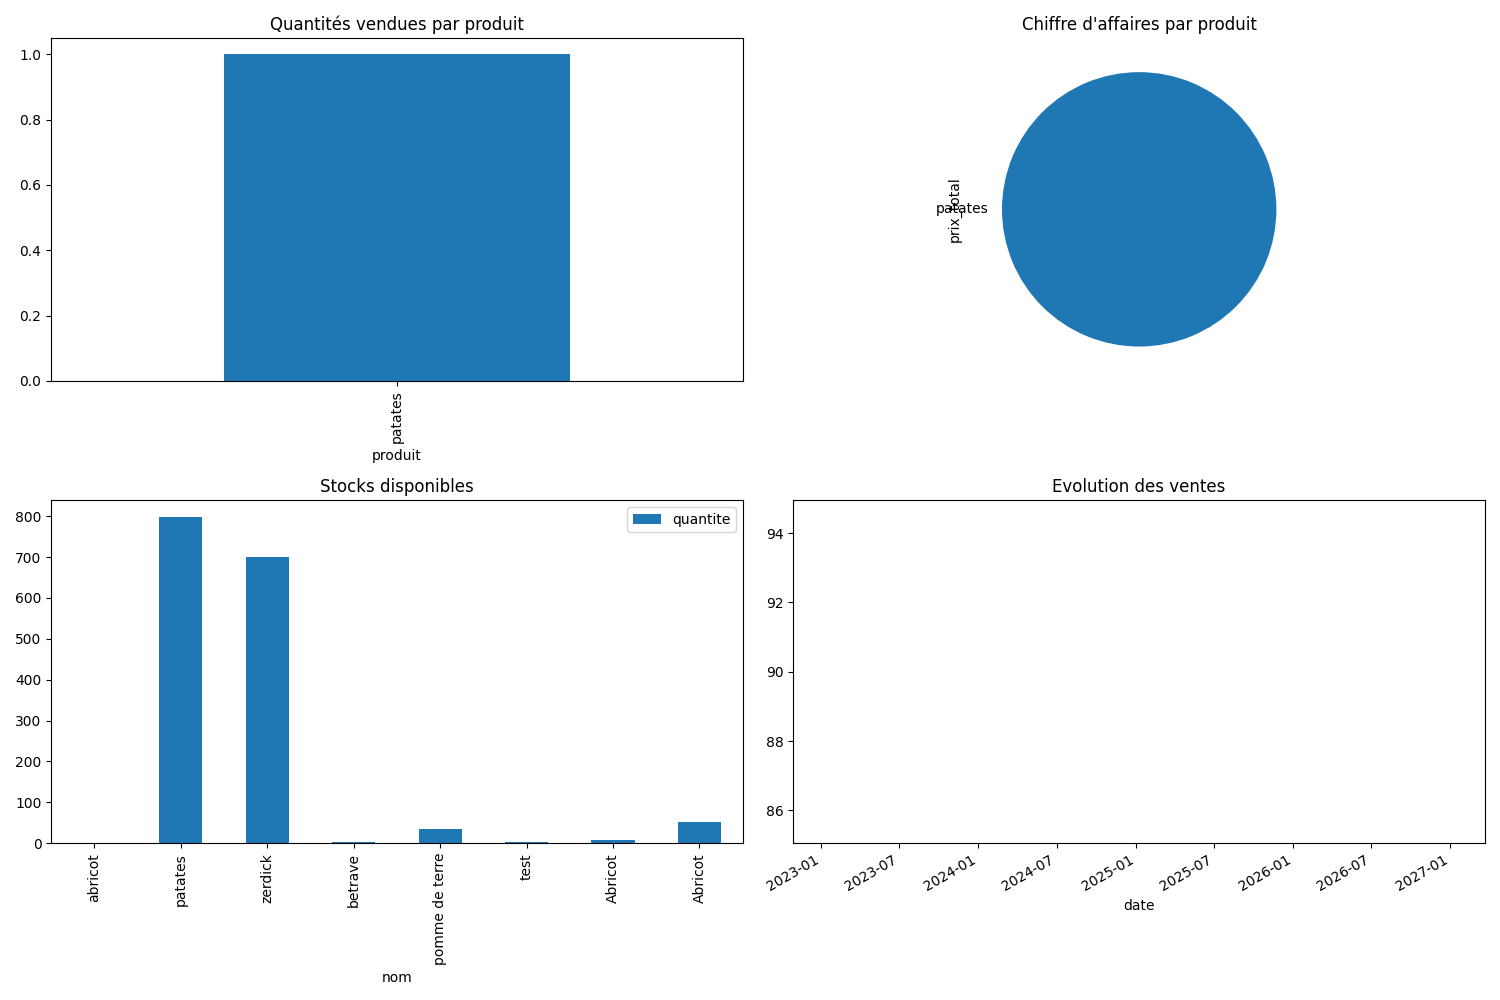 Quantités vendues par produit
1.0
0.8
0.6
0.4
0.2
0.0
patates
produit
Chiffre d'affaires par produit
prix_total
patates
Stocks disponibles
quantite
800
700
600
500
400
300
200
100
0
abricot
patates
zerdick
betrave
pomme de terre
test
Abricot
Abricot
nom
Evolution des ventes
94
92
90
88
86
2023-01
2023-07
2024-01
2024-07
2025-01
2025-07
2026-01
2026-07
2027-01
date